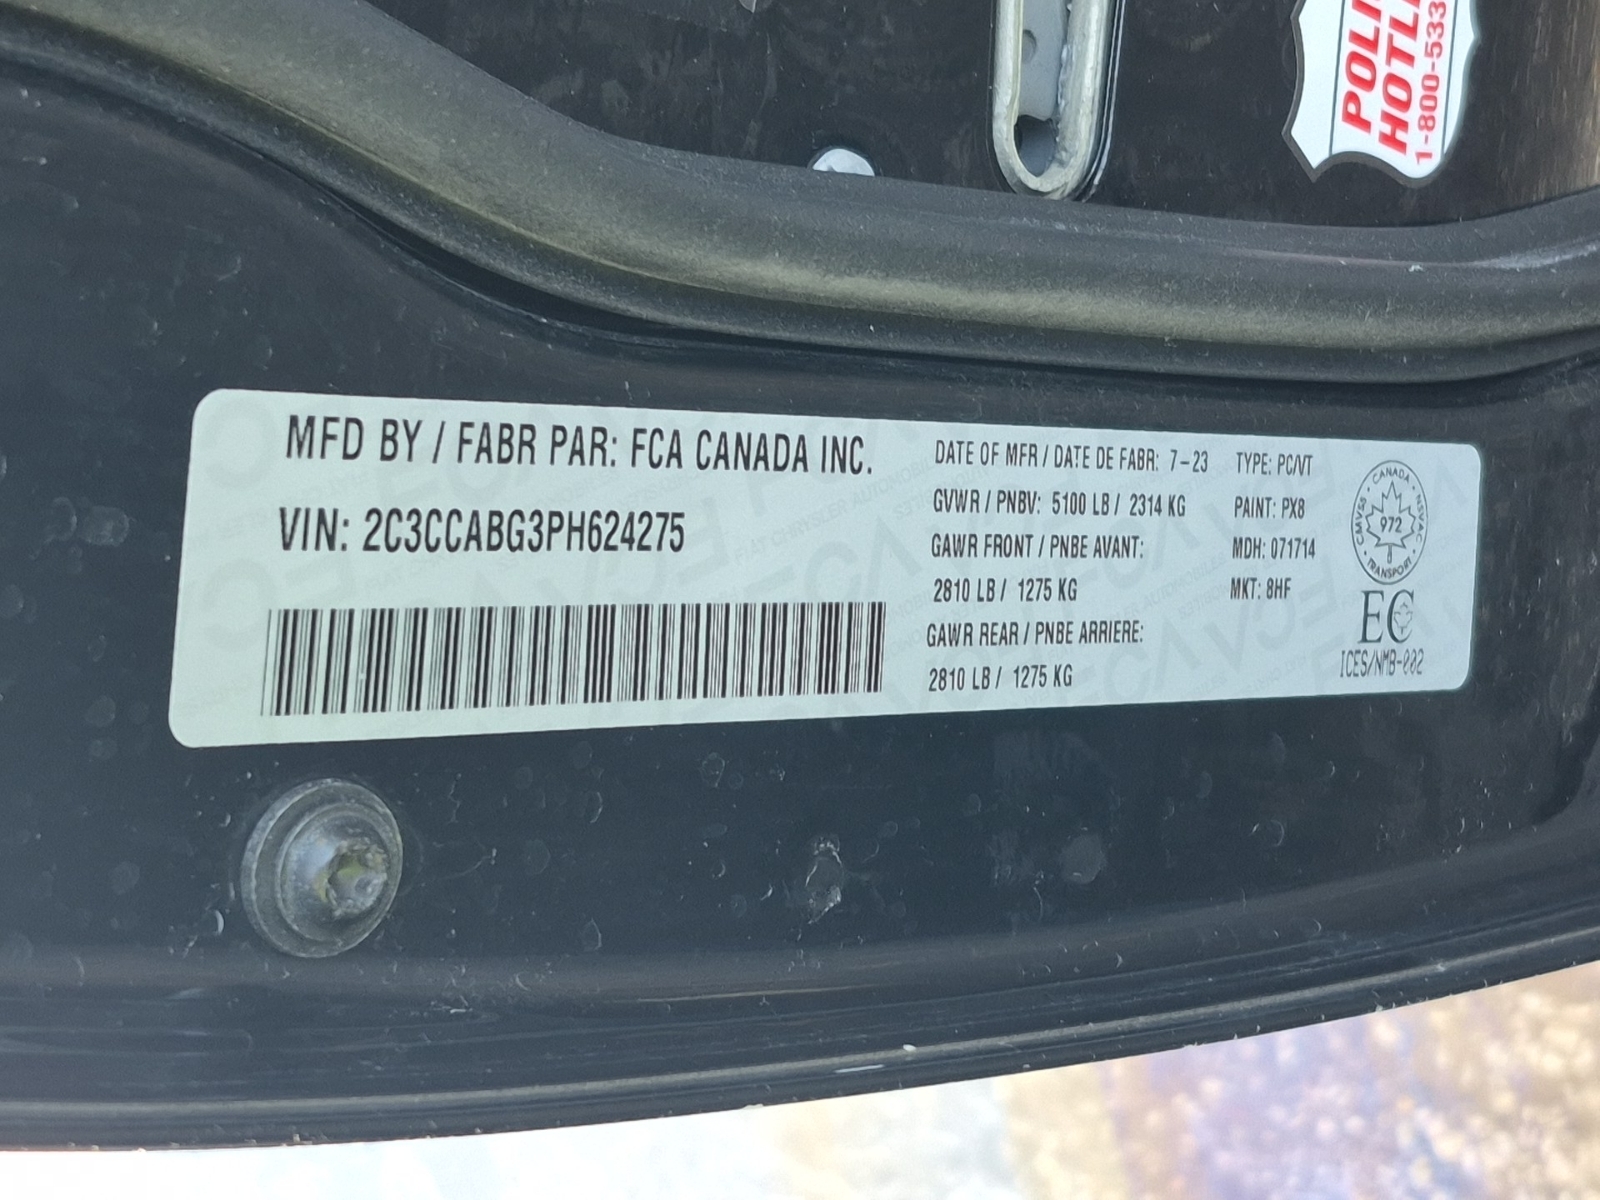 POLI
HOTL
1-800-533
MFD BY / FABR PAR: FCA CANADA INC.
VIN: 2C3CCABG3PH624275
DATE OF MFR / DATE DE FABR: 7-23 TYPE: PC/VT
GVWR / PNBV: 5100 LB / 2314 KG PAINT: PX8
GAWR FRONT / PNBE AVANT: MDH: 071714
2810 LB / 1275 KG MKT: 8HF
GAWR REAR / PNBE ARRIERE:
2810 LB / 1275 KG
CANADA · NSVAC · TRANSPORT · CMVSS
972
EC
ICES/NMB-002